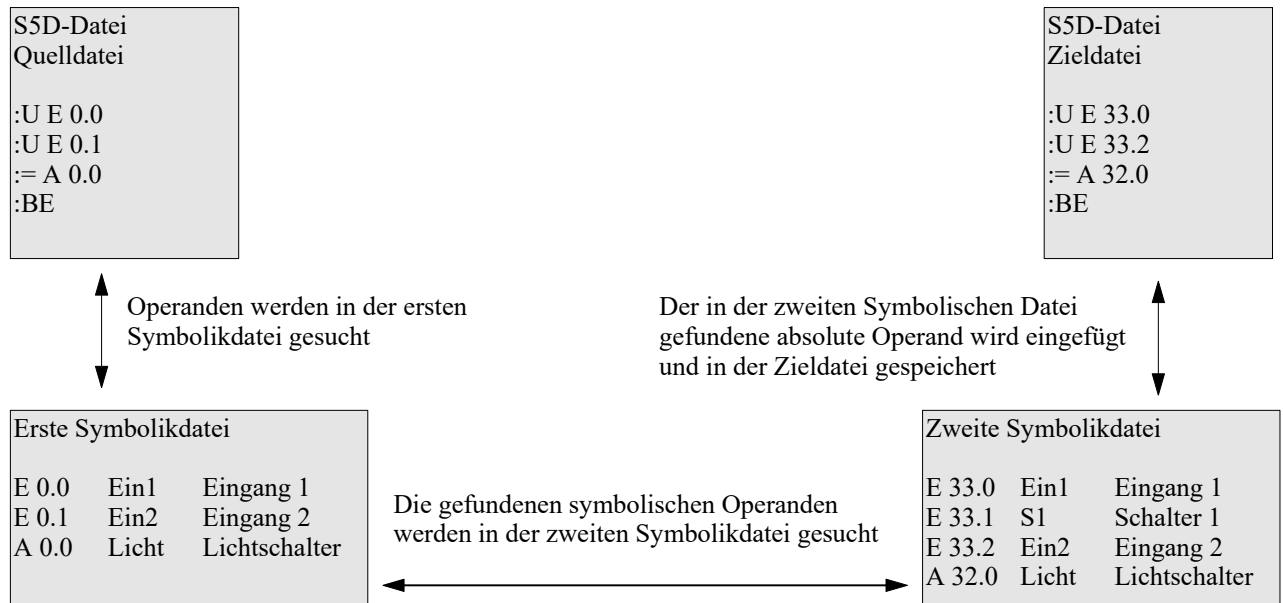 S5D-Datei
Quelldatei
:U E 0.0
:U E 0.1
:= A 0.0
:BE
S5D-Datei
Zieldatei
:U E 33.0
:U E 33.2
:= A 32.0
:BE
Operanden werden in der ersten
Symbolikdatei gesucht
Der in der zweiten Symbolischen Datei
gefundene absolute Operand wird eingefügt
und in der Zieldatei gespeichert
Erste Symbolikdatei
E 0.0 Ein1 Eingang 1
E 0.1 Ein2 Eingang 2
A 0.0 Licht Lichtschalter
Die gefundenen symbolischen Operanden
werden in der zweiten Symbolikdatei gesucht
Zweite Symbolikdatei
E 33.0 Ein1 Eingang 1
E 33.1 S1 Schalter 1
E 33.2 Ein2 Eingang 2
A 32.0 Licht Lichtschalter